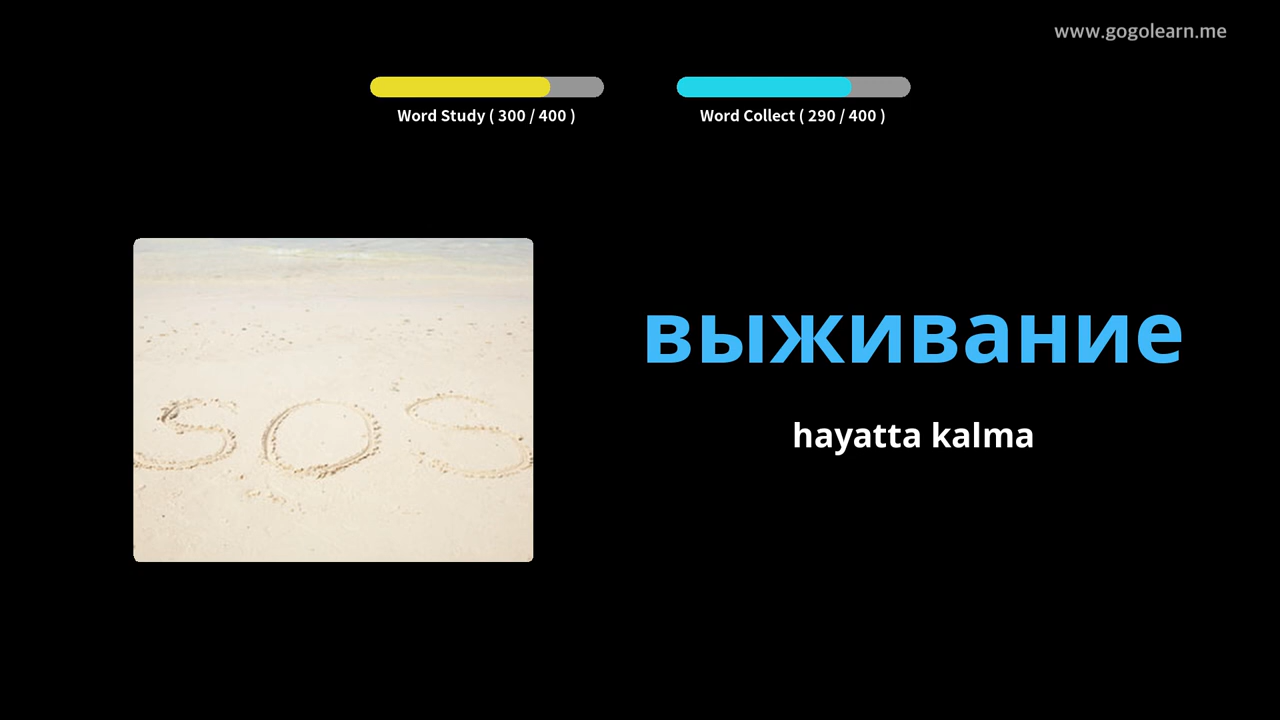 www.gogolearn.me
Word Study ( 300 / 400 )
Word Collect ( 290 / 400 )
SOS
выживание
hayatta kalma